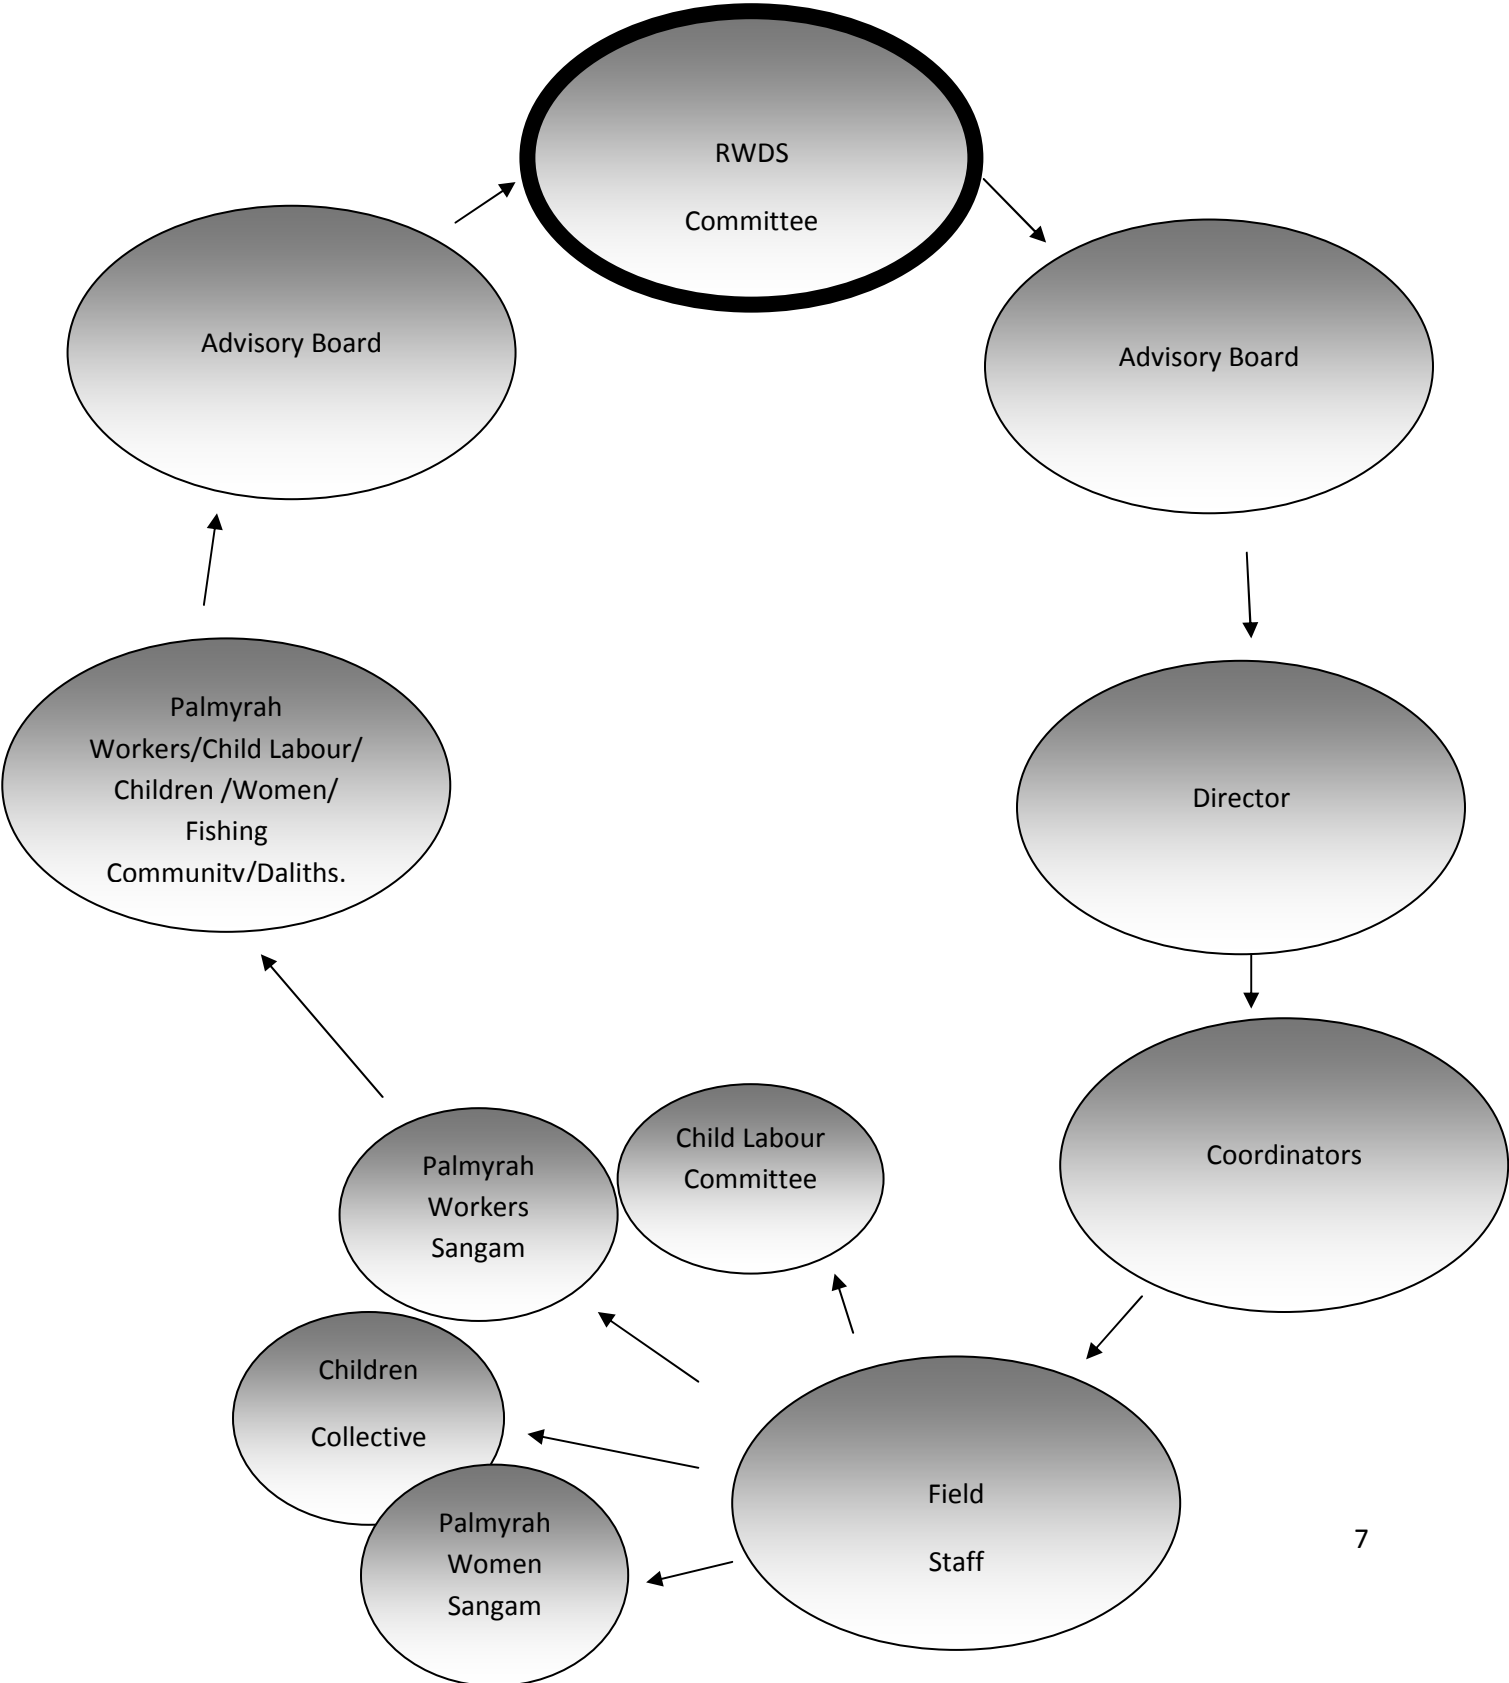 RWDS
Committee
Advisory Board
Advisory Board
Palmyrah
Workers/Child Labour/
Children /Women/
Fishing
Community/Daliths.
Director
Coordinators
Child Labour
Committee
Palmyrah
Workers
Sangam
Children
Collective
Palmyrah
Women
Sangam
Field
Staff
7